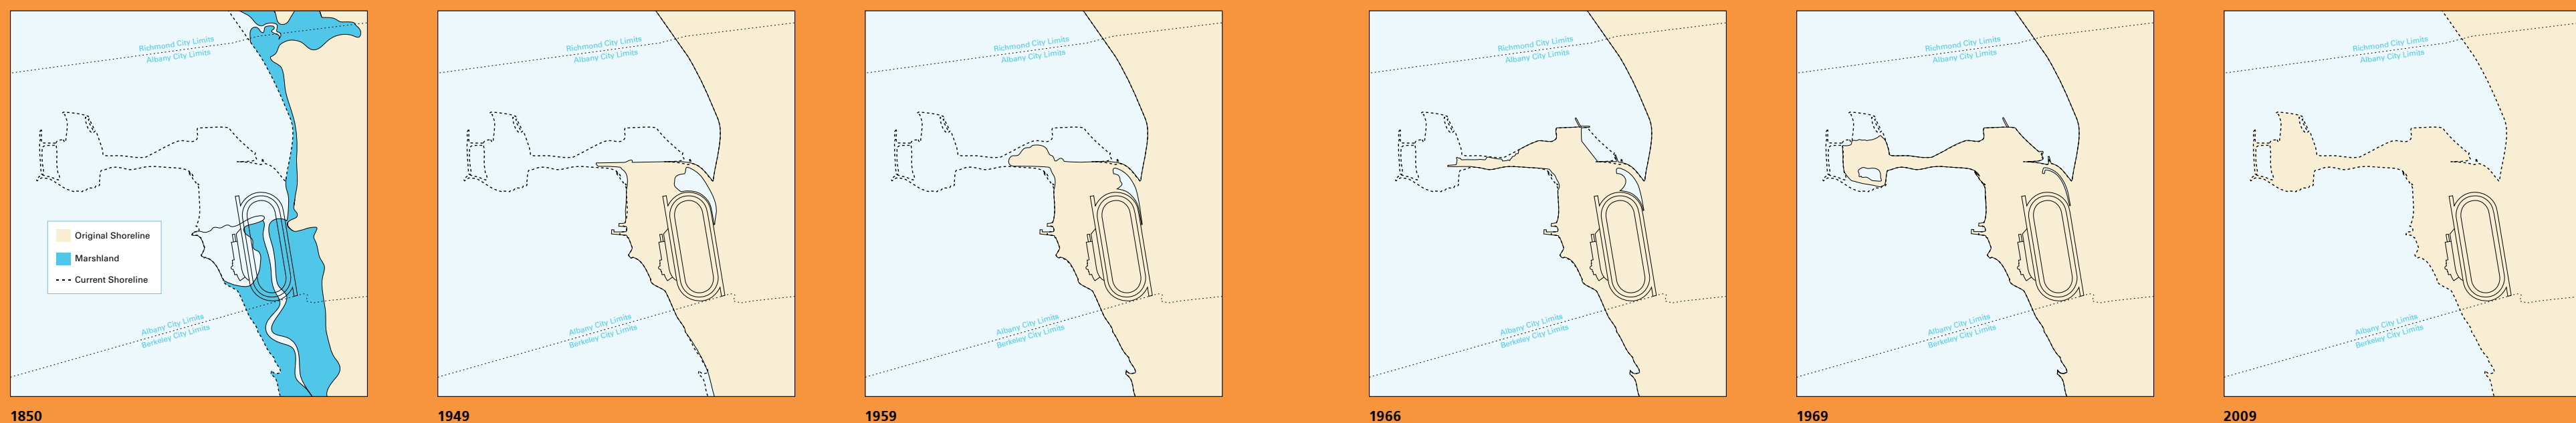 Richmond City Limits
Albany City Limits
Original Shoreline
Marshland
Current Shoreline
Albany City Limits
Berkeley City Limits
1850
Richmond City Limits
Albany City Limits
Albany City Limits
Berkeley City Limits
1949
Richmond City Limits
Albany City Limits
Albany City Limits
Berkeley City Limits
1959
Richmond City Limits
Albany City Limits
Albany City Limits
Berkeley City Limits
1966
Richmond City Limits
Albany City Limits
Albany City Limits
Berkeley City Limits
1969
Richmond City Limits
Albany City Limits
Albany City Limits
Berkeley City Limits
2009